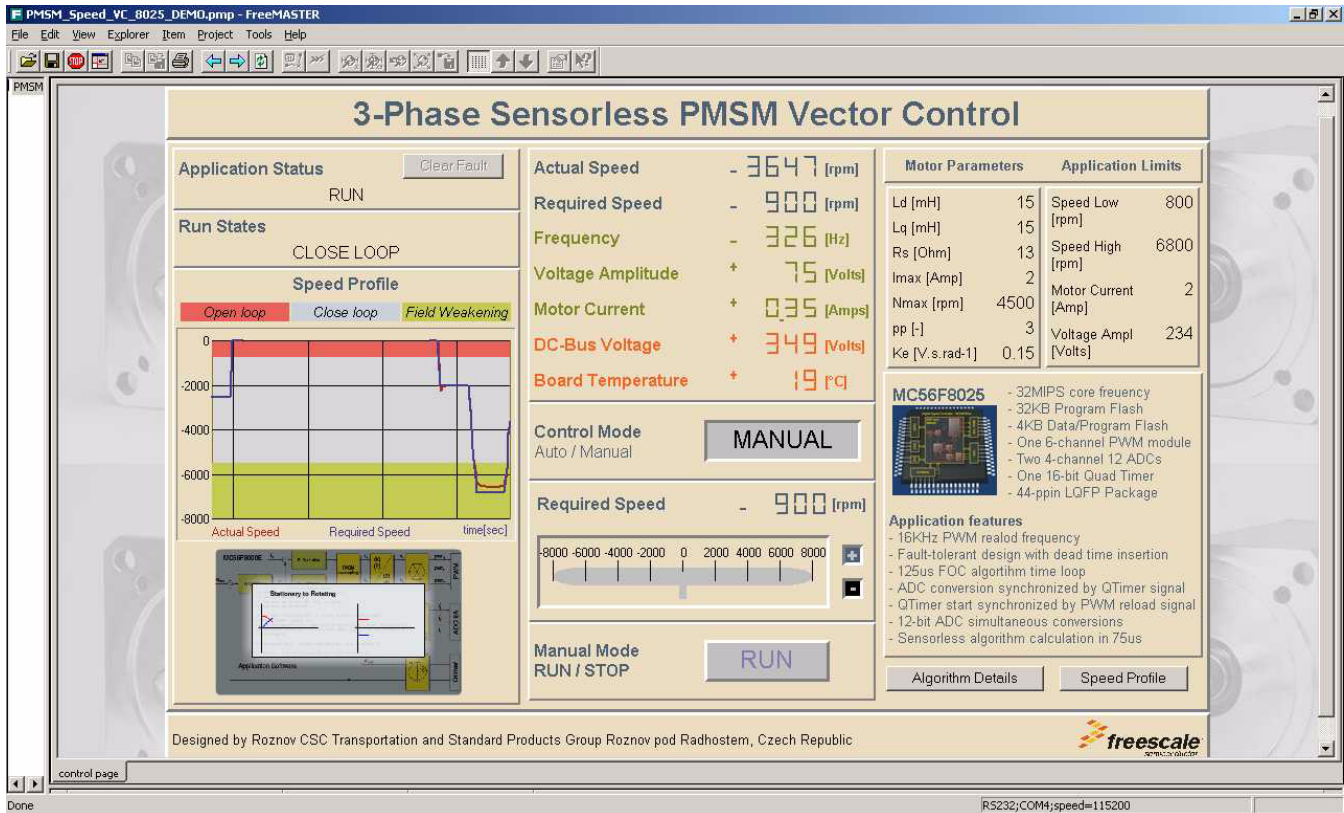 PMSM_Speed_VC_8025_DEMO.pmp - FreeMASTER
File Edit View Explorer Item Project Tools Help
STOP
PMSM
3-Phase Sensorless PMSM Vector Control
Application Status
Clear Fault
RUN
Run States
CLOSE LOOP
Speed Profile
Open loop Close loop Field Weakening
0
-2000
-4000
-6000
-8000
Actual Speed Required Speed time[sec]
Stationary to Rotating
Application Software
Actual Speed - 3647 [rpm]
Required Speed - 900 [rpm]
Frequency - 326 [Hz]
Voltage Amplitude + 75 [Volts]
Motor Current + 0.35 [Amps]
DC-Bus Voltage + 349 [Volts]
Board Temperature + 19 [°C]
Control Mode
Auto / Manual
MANUAL
Required Speed - 900 [rpm]
-8000 -6000 -4000 -2000 0 2000 4000 6000 8000
+
-
Manual Mode
RUN / STOP
RUN
Motor Parameters Application Limits
Ld [mH] 15
Lq [mH] 15
Rs [Ohm] 13
Imax [Amp] 2
Nmax [rpm] 4500
pp [-] 3
Ke [V.s.rad-1] 0.15
Speed Low 800
[rpm]
Speed High 6800
[rpm]
Motor Current 2
[Amp]
Voltage Ampl 234
[Volts]
MC56F8025
- 32MIPS core freuency
- 32KB Program Flash
- 4KB Data/Program Flash
- One 6-channel PWM module
- Two 4-channel 12 ADCs
- One 16-bit Quad Timer
- 44-ppin LQFP Package
Application features
- 16KHz PWM realod frequency
- Fault-tolerant design with dead time insertion
- 125us FOC algortihm time loop
- ADC conversion synchronized by QTimer signal
- QTimer start synchronized by PWM reload signal
- 12-bit ADC simultaneous conversions
- Sensorless algorithm calculation in 75us
Algorithm Details Speed Profile
Designed by Roznov CSC Transportation and Standard Products Group Roznov pod Radhostem, Czech Republic
freescale
semiconductor
control page
Done
RS232;COM4;speed=115200